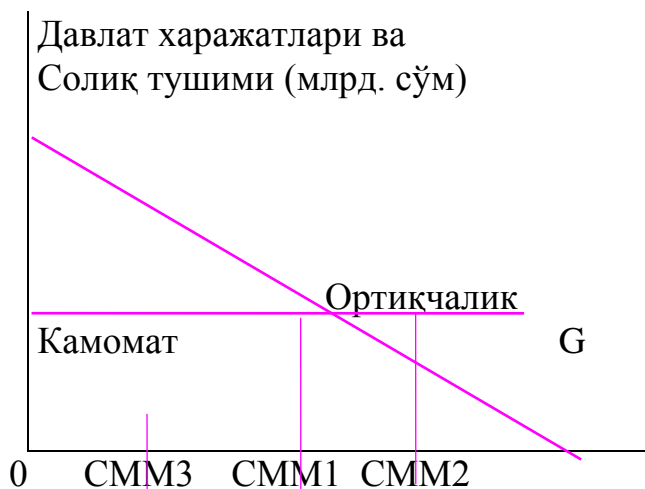 Давлат харажатлари ва
Солиқ тушими (млрд. сўм)
Ортиқчалик
Камомат G
0 СММ3 СММ1 СММ2